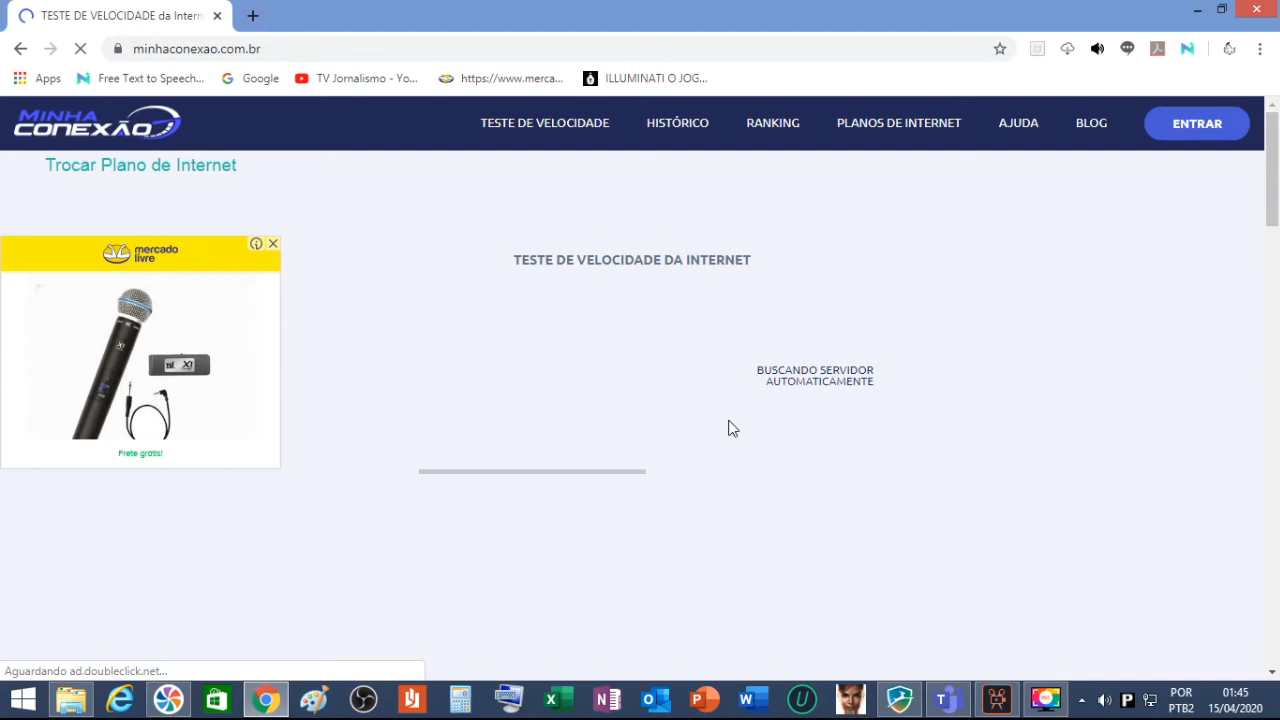 TESTE DE VELOCIDADE da Intern
minhaconexao.com.br
Apps
Free Text to Speech...
Google
TV Jornalismo - Yo...
https://www.merca...
ILLUMINATI O JOG...
MINHA
CONEXÃO
TESTE DE VELOCIDADE
HISTÓRICO
RANKING
PLANOS DE INTERNET
AJUDA
BLOG
ENTRAR
Trocar Plano de Internet
mercado
livre
X1
Frete grátis!
TESTE DE VELOCIDADE DA INTERNET
BUSCANDO SERVIDOR
AUTOMATICAMENTE
Aguardando ad.doubleclick.net...
POR
PTB2
01:45
15/04/2020